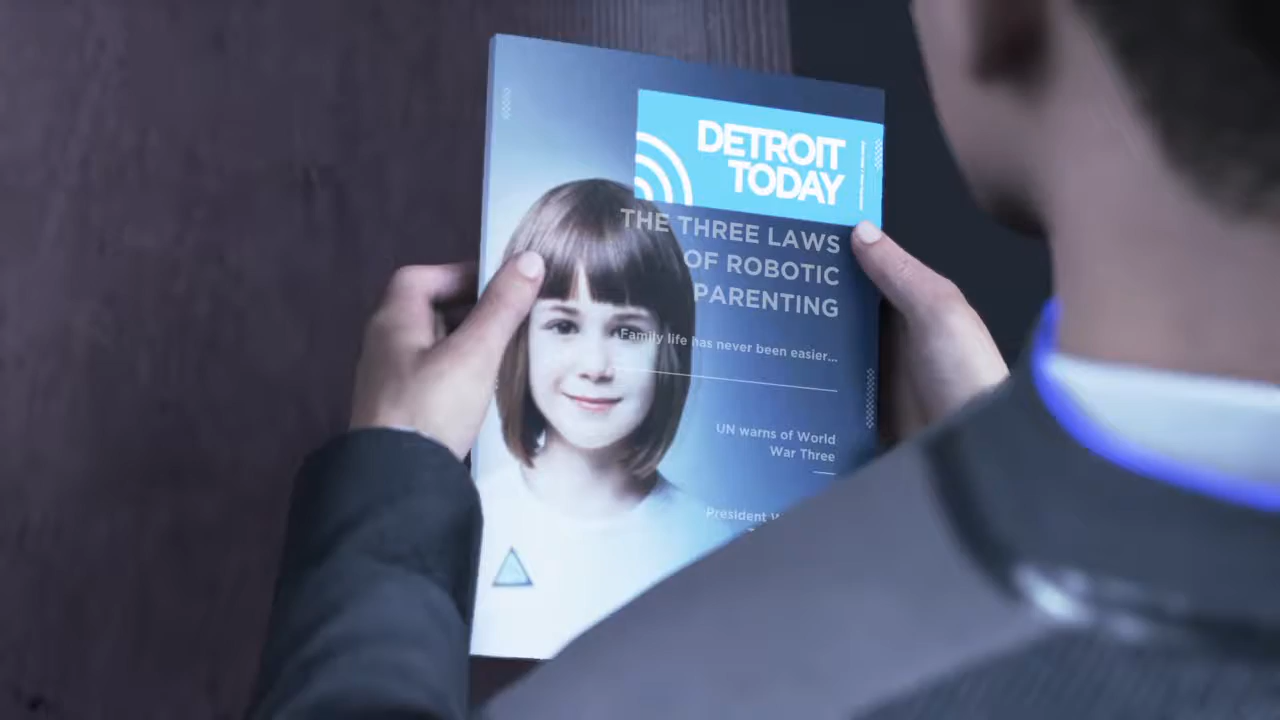 DETROIT
TODAY
THE THREE LAWS
OF ROBOTIC
PARENTING
Family life has never been easier...
UN warns of World
War Three
President